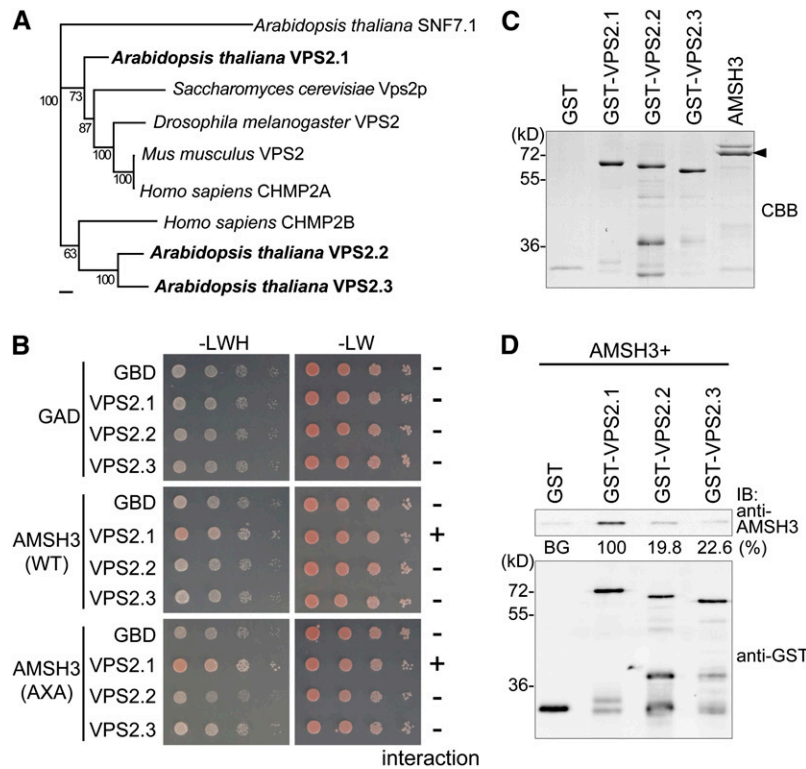 A
Arabidopsis thaliana SNF7.1
Arabidopsis thaliana VPS2.1
Saccharomyces cerevisiae Vps2p
Drosophila melanogaster VPS2
Mus musculus VPS2
Homo sapiens CHMP2A
Homo sapiens CHMP2B
Arabidopsis thaliana VPS2.2
Arabidopsis thaliana VPS2.3
100
73
87
100
100
63
100
B
-LWH -LW
GAD
GBD -
VPS2.1 -
VPS2.2 -
VPS2.3 -
AMSH3
(WT)
GBD -
VPS2.1 +
VPS2.2 -
VPS2.3 -
AMSH3
(AXA)
GBD -
VPS2.1 +
VPS2.2 -
VPS2.3 -
interaction
C
GST
GST-VPS2.1
GST-VPS2.2
GST-VPS2.3
AMSH3
(kD)
72-
55-
36-
CBB
D
AMSH3+
GST
GST-VPS2.1
GST-VPS2.2
GST-VPS2.3
IB:
anti-
AMSH3
BG 100 19.8 22.6 (%)
(kD)
72-
55-
36-
anti-GST